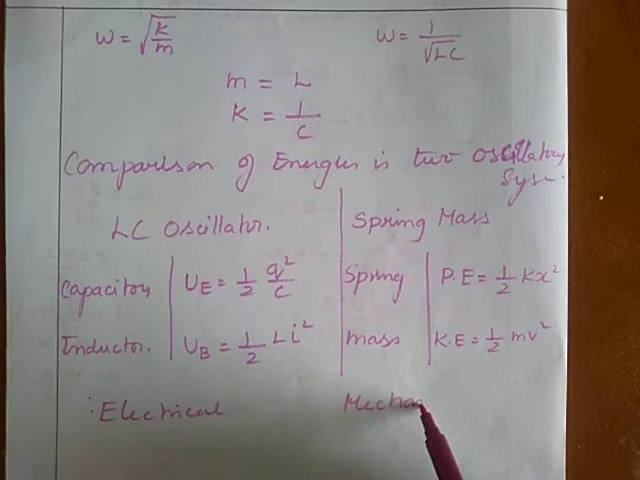 W = √(K/m) W = 1/√LC
m = L
K = 1/C
Comparison of Energies in two Oscillatory
Sys
LC Oscillator. Spring Mass
Capacitor U_E = 1/2 q²/C Spring P.E = 1/2 Kx²
Inductor. U_B = 1/2 Li² mass K.E = 1/2 mv²
Electrical Mecha